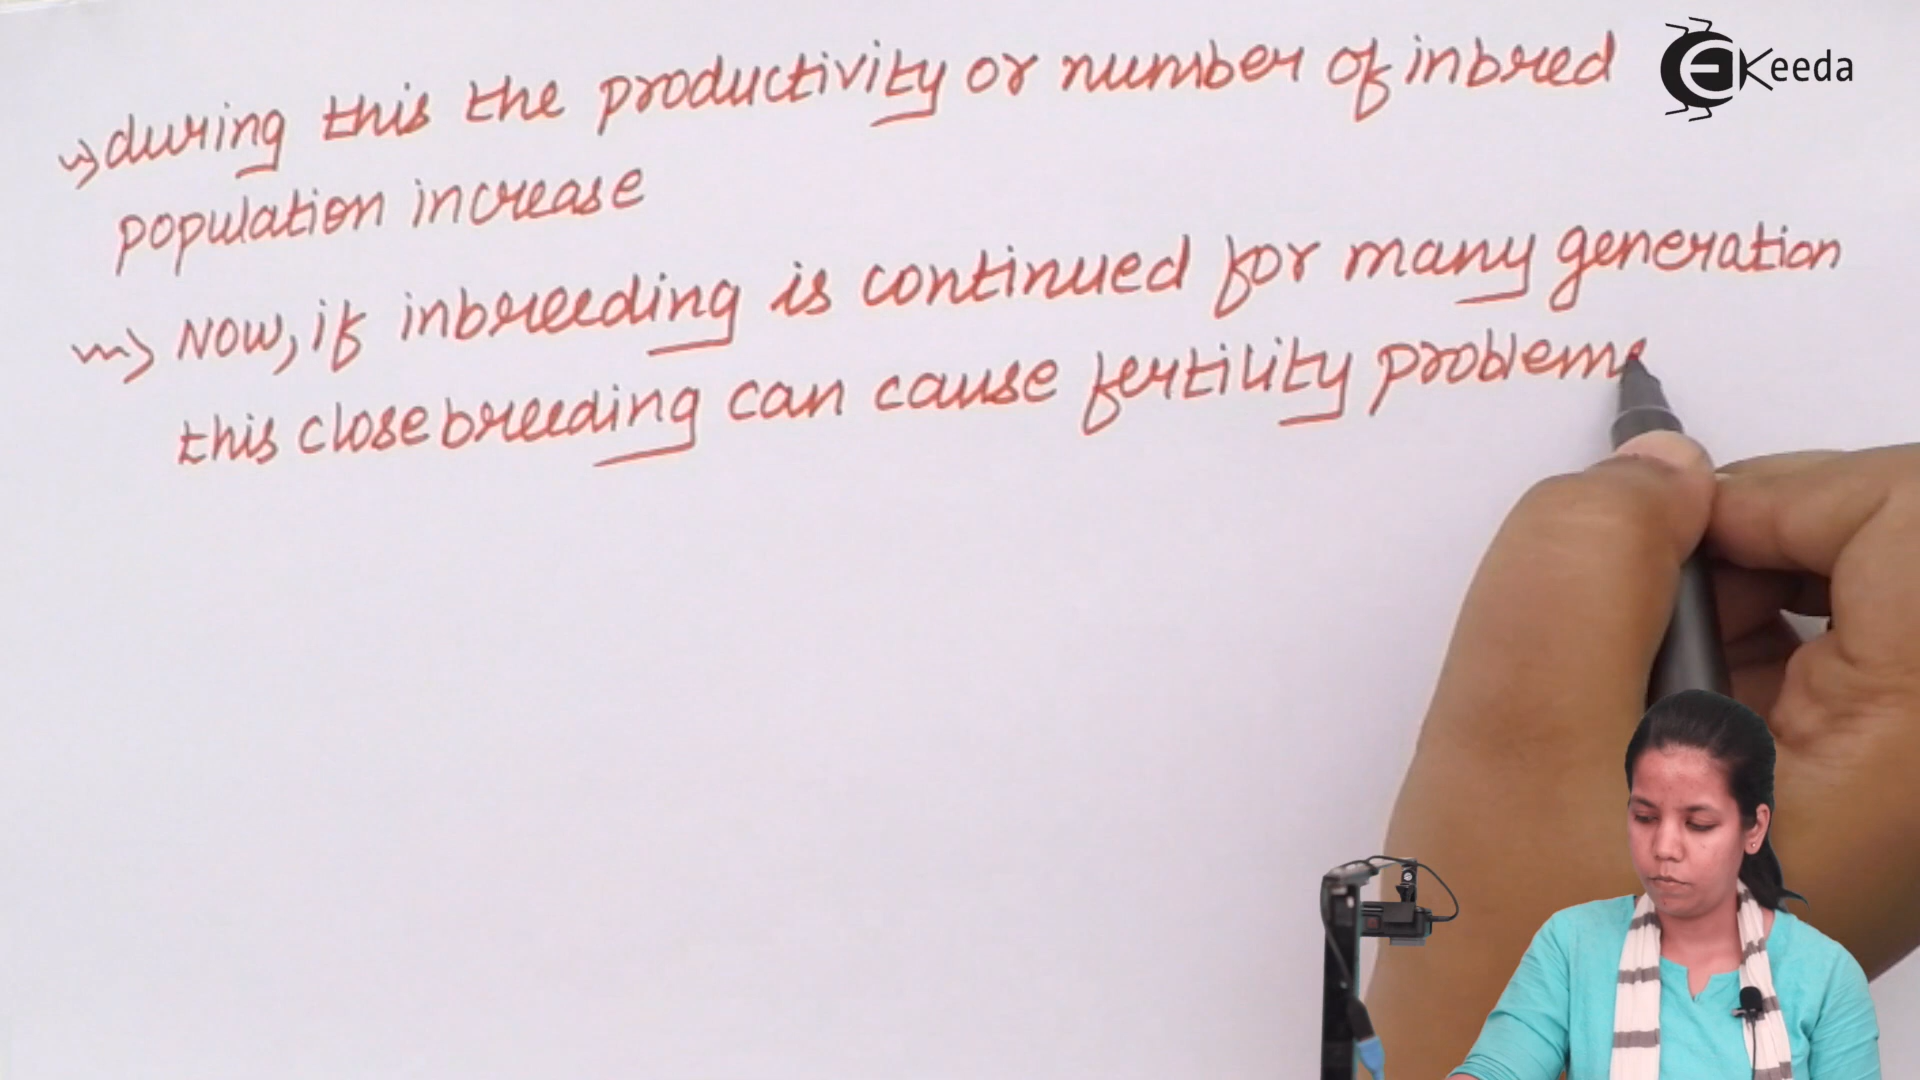 during this the productivity or number of inbred
population increase
Now, if inbreeding is continued for many generation
this close breeding can cause fertility problems
EKeeda